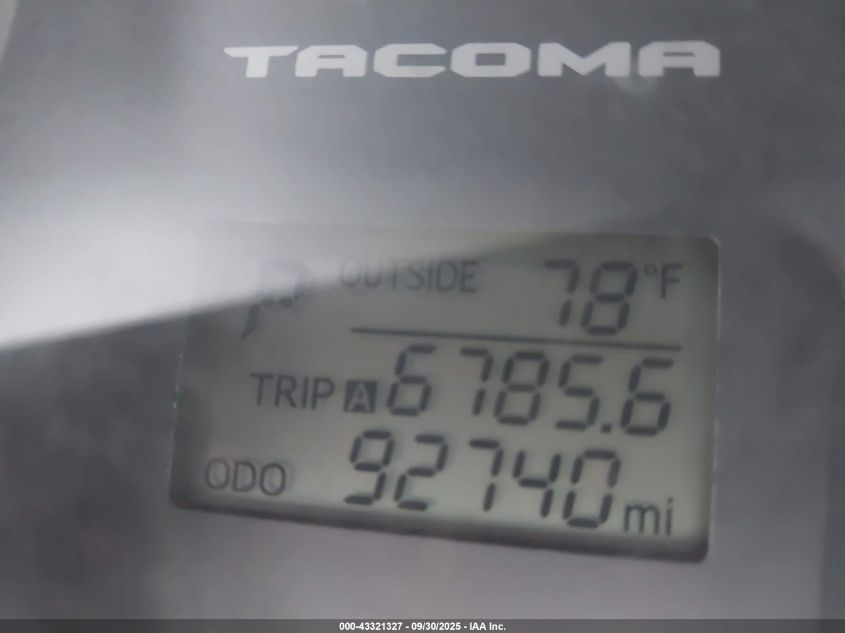 TACOMA
P OUTSIDE 78°F
TRIP A 6785.6
ODO 92740 mi
000-43321327 - 09/30/2025 - IAA Inc.